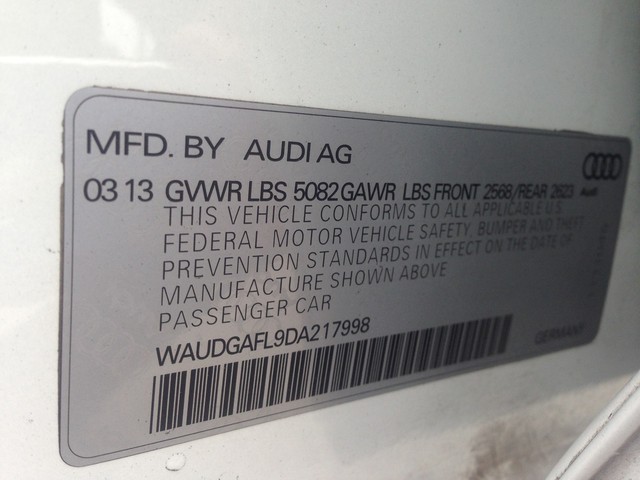 MFD. BY AUDI AG
Audi
03 13 GVWR LBS 5082 GAWR LBS FRONT 2568/REAR 2623
THIS VEHICLE CONFORMS TO ALL APPLICABLE U.S.
FEDERAL MOTOR VEHICLE SAFETY, BUMPER AND THEFT
PREVENTION STANDARDS IN EFFECT ON THE DATE OF
MANUFACTURE SHOWN ABOVE
PASSENGER CAR
WAUDGAFL9DA217998
GERMANY